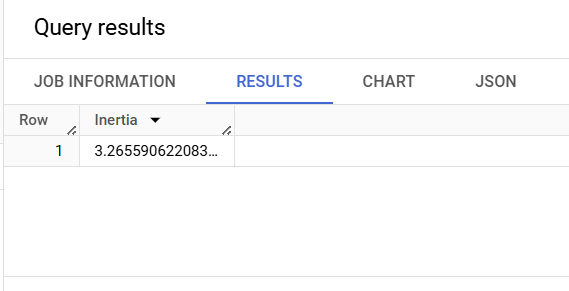 Query results
JOB INFORMATION RESULTS CHART JSON
Row Inertia
1 3.265590622083...